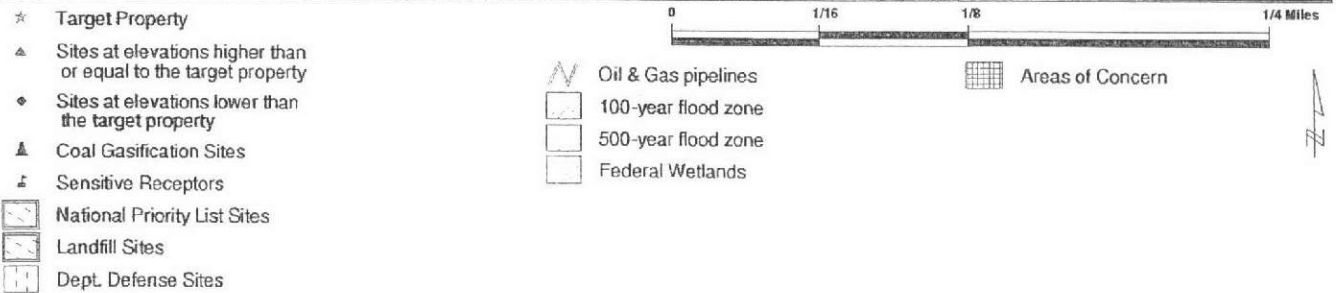 Target Property
Sites at elevations higher than
or equal to the target property
Sites at elevations lower than
the target property
Coal Gasification Sites
Sensitive Receptors
National Priority List Sites
Landfill Sites
Dept. Defense Sites
0 1/16 1/8 1/4 Miles
Oil & Gas pipelines
100-year flood zone
500-year flood zone
Federal Wetlands
Areas of Concern